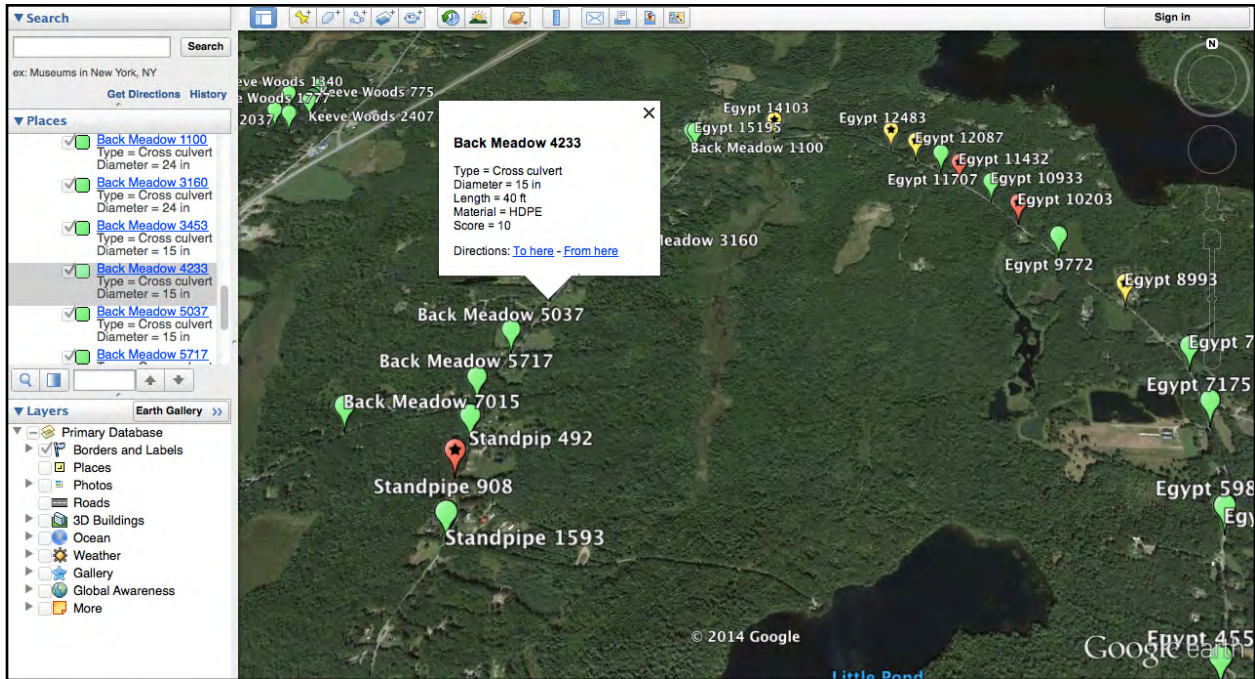 Search
Search
ex: Museums in New York, NY
Get Directions History
Places
Back Meadow 1100
Type = Cross culvert
Diameter = 24 in
Back Meadow 3160
Type = Cross culvert
Diameter = 24 in
Back Meadow 3453
Type = Cross culvert
Diameter = 15 in
Back Meadow 4233
Type = Cross culvert
Diameter = 15 in
Back Meadow 5037
Type = Cross culvert
Diameter = 15 in
Back Meadow 5717
Layers
Earth Gallery >>
Primary Database
Borders and Labels
Places
Photos
Roads
3D Buildings
Ocean
Weather
Gallery
Global Awareness
More
Sign in
N
eve Woods 1340
Keeve Woods 775
e Woods 1777
2037
Keeve Woods 2407
Back Meadow 4233
Type = Cross culvert
Diameter = 15 in
Length = 40 ft
Material = HDPE
Score = 10
Directions: To here - From here
Egypt 14103
Egypt 15195
Back Meadow 1100
Egypt 12483
Egypt 12087
Egypt 11432
Egypt 11707
Egypt 10933
Egypt 10203
eadow 3160
Egypt 9772
Egypt 8993
Back Meadow 5037
Egypt 7
Back Meadow 5717
Egypt 7175
Back Meadow 7015
Standpip 492
Standpipe 908
Egypt 598
Egy
Standpipe 1593
© 2014 Google
Egypt 455
Google earth
Little Pond